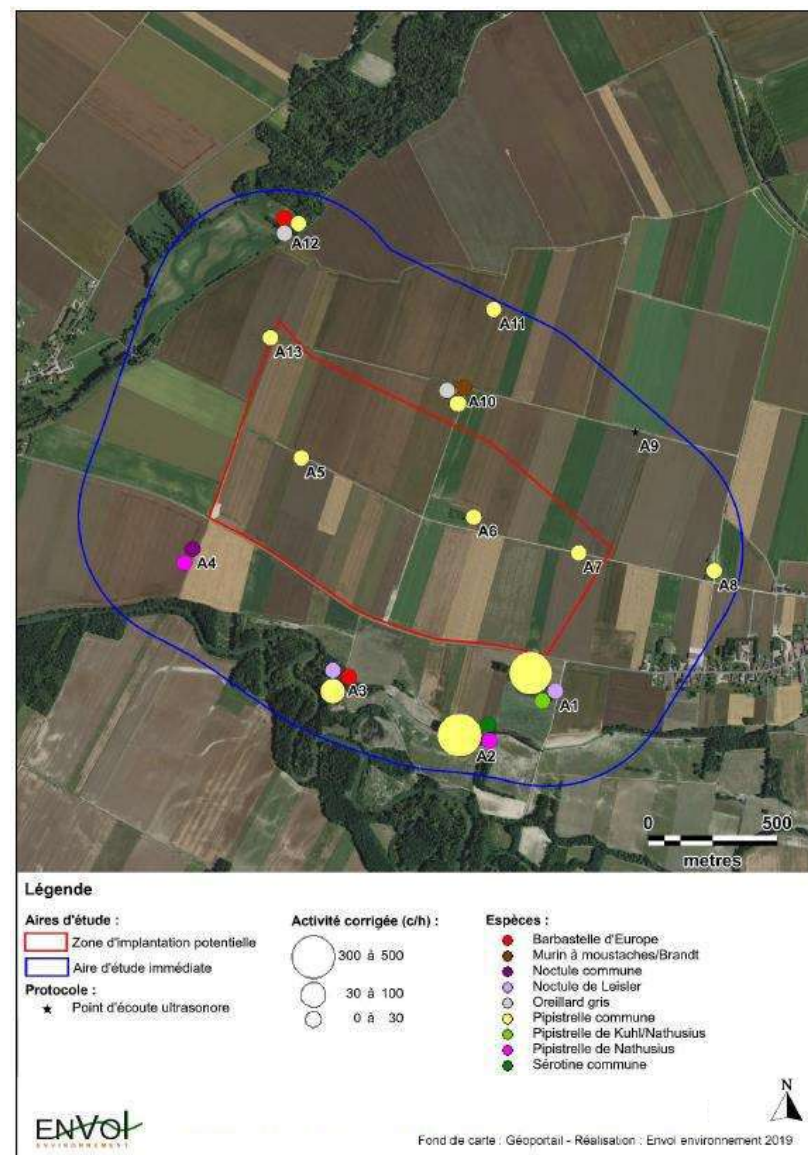 A12
A11
A13
A10
A9
A5
A6
A7
A8
A4
A3
A1
A2
0 500
metres
Légende
Aires d'étude :
Zone d'implantation potentielle
Aire d'étude immédiate
Protocole :
Point d'écoute ultrasonore
Activité corrigée (c/h) :
300 à 500
30 à 100
0 à 30
Espèces :
Barbastelle d'Europe
Murin à moustaches/Brandt
Noctule commune
Noctule de Leisler
Oreillard gris
Pipistrelle commune
Pipistrelle de Kuhl/Nathusius
Pipistrelle de Nathusius
Sérotine commune
N
ENVOL
ENVIRONNEMENT
Fond de carte : Géoportail - Réalisation : Envol environnement 2019